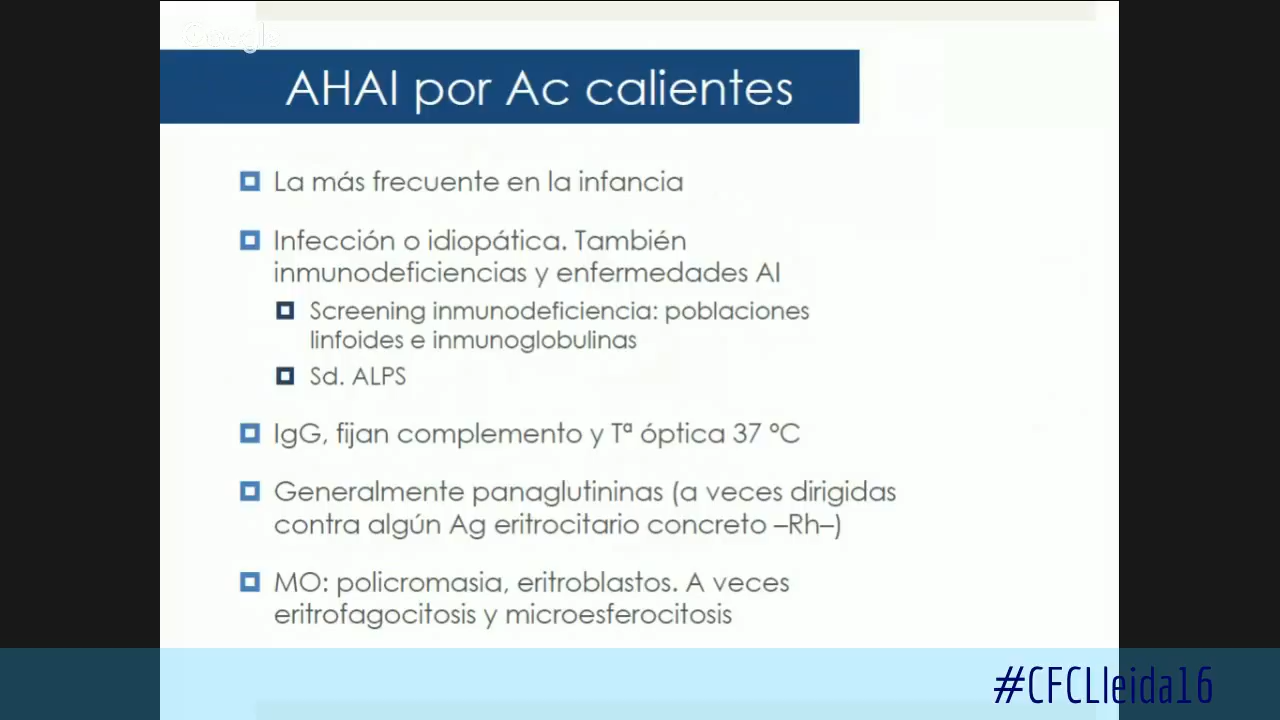 Google
AHAI por Ac calientes
La más frecuente en la infancia
Infección o idiopática. También
inmunodeficiencias y enfermedades AI
Screening inmunodeficiencia: poblaciones
linfoides e inmunoglobulinas
Sd. ALPS
IgG, fijan complemento y Tª óptica 37 ºC
Generalmente panaglutininas (a veces dirigidas
contra algún Ag eritrocitario concreto –Rh–)
MO: policromasia, eritroblastos. A veces
eritrofagocitosis y microesferocitosis
#CFCLleida16